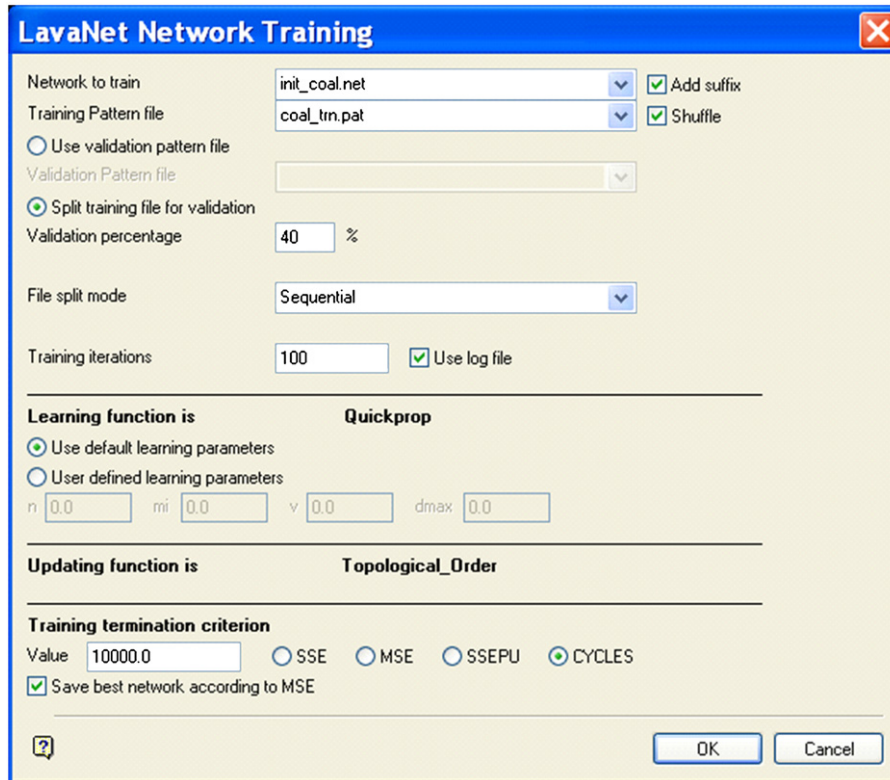 LavaNet Network Training
Network to train init_coal.net Add suffix
Training Pattern file coal_trn.pat Shuffle
Use validation pattern file
Validation Pattern file
Split training file for validation
Validation percentage 40 %
File split mode Sequential
Training iterations 100 Use log file
Learning function is Quickprop
Use default learning parameters
User defined learning parameters
n 0.0 mi 0.0 v 0.0 dmax 0.0
Updating function is Topological_Order
Training termination criterion
Value 10000.0 SSE MSE SSEPU CYCLES
Save best network according to MSE
? OK Cancel